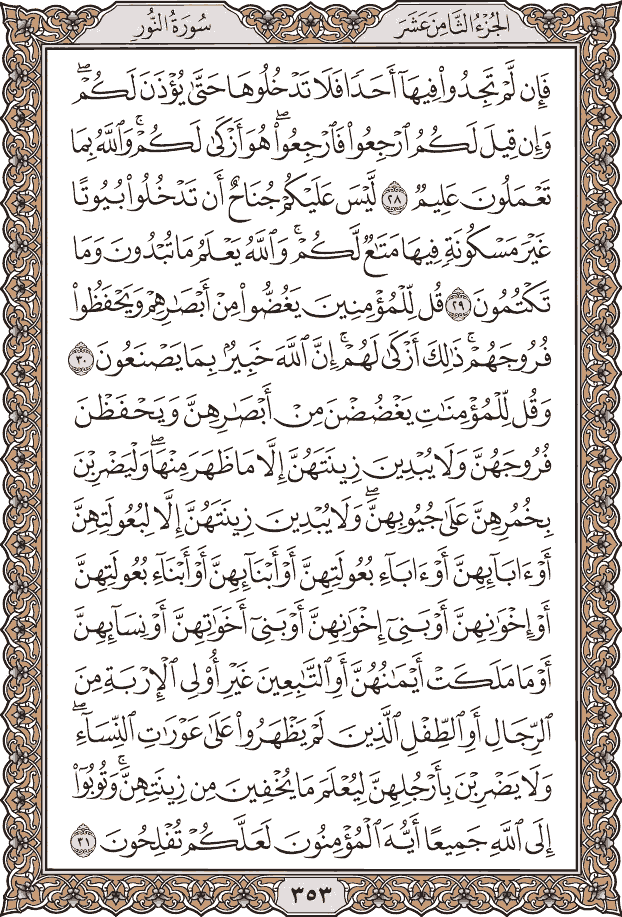 الجُزْءُ الثَّامِنَ عَشَرَ
سُورَةُ النُّورِ
فَإِن لَّمْ تَجِدُوا۟ فِيهَآ أَحَدًا فَلَا تَدْخُلُوهَا حَتَّىٰ يُؤْذَنَ لَكُمْ ۖ
وَإِن قِيلَ لَكُمُ ٱرْجِعُوا۟ فَٱرْجِعُوا۟ ۖ هُوَ أَزْكَىٰ لَكُمْ ۚ وَٱللَّهُ بِمَا
تَعْمَلُونَ عَلِيمٌ ٢٨ لَّيْسَ عَلَيْكُمْ جُنَاحٌ أَن تَدْخُلُوا۟ بُيُوتًا
غَيْرَ مَسْكُونَةٍ فِيهَا مَتَـٰعٌ لَّكُمْ ۚ وَٱللَّهُ يَعْلَمُ مَا تُبْدُونَ وَمَا
تَكْتُمُونَ ٢٩ قُل لِّلْمُؤْمِنِينَ يَغُضُّوا۟ مِنْ أَبْصَـٰرِهِمْ وَيَحْفَظُوا۟
فُرُوجَهُمْ ۚ ذَٰلِكَ أَزْكَىٰ لَهُمْ ۗ إِنَّ ٱللَّهَ خَبِيرٌۢ بِمَا يَصْنَعُونَ ٣٠
وَقُل لِّلْمُؤْمِنَـٰتِ يَغْضُضْنَ مِنْ أَبْصَـٰرِهِنَّ وَيَحْفَظْنَ
فُرُوجَهُنَّ وَلَا يُبْدِينَ زِينَتَهُنَّ إِلَّا مَا ظَهَرَ مِنْهَا ۖ وَلْيَضْرِبْنَ
بِخُمُرِهِنَّ عَلَىٰ جُيُوبِهِنَّ ۖ وَلَا يُبْدِينَ زِينَتَهُنَّ إِلَّا لِبُعُولَتِهِنَّ
أَوْ ءَابَآئِهِنَّ أَوْ ءَابَآءِ بُعُولَتِهِنَّ أَوْ أَبْنَآئِهِنَّ أَوْ أَبْنَآءِ بُعُولَتِهِنَّ
أَوْ إِخْوَٰنِهِنَّ أَوْ بَنِىٓ إِخْوَٰنِهِنَّ أَوْ بَنِىٓ أَخَوَٰتِهِنَّ أَوْ نِسَآئِهِنَّ
أَوْ مَا مَلَكَتْ أَيْمَـٰنُهُنَّ أَوِ ٱلتَّـٰبِعِينَ غَيْرِ أُو۟لِى ٱلْإِرْبَةِ مِنَ
ٱلرِّجَالِ أَوِ ٱلطِّفْلِ ٱلَّذِينَ لَمْ يَظْهَرُوا۟ عَلَىٰ عَوْرَٰتِ ٱلنِّسَآءِ ۖ
وَلَا يَضْرِبْنَ بِأَرْجُلِهِنَّ لِيُعْلَمَ مَا يُخْفِينَ مِن زِينَتِهِنَّ ۚ وَتُوبُوٓا۟
إِلَى ٱللَّهِ جَمِيعًا أَيُّهَ ٱلْمُؤْمِنُونَ لَعَلَّكُمْ تُفْلِحُونَ ٣١
٣٥٣